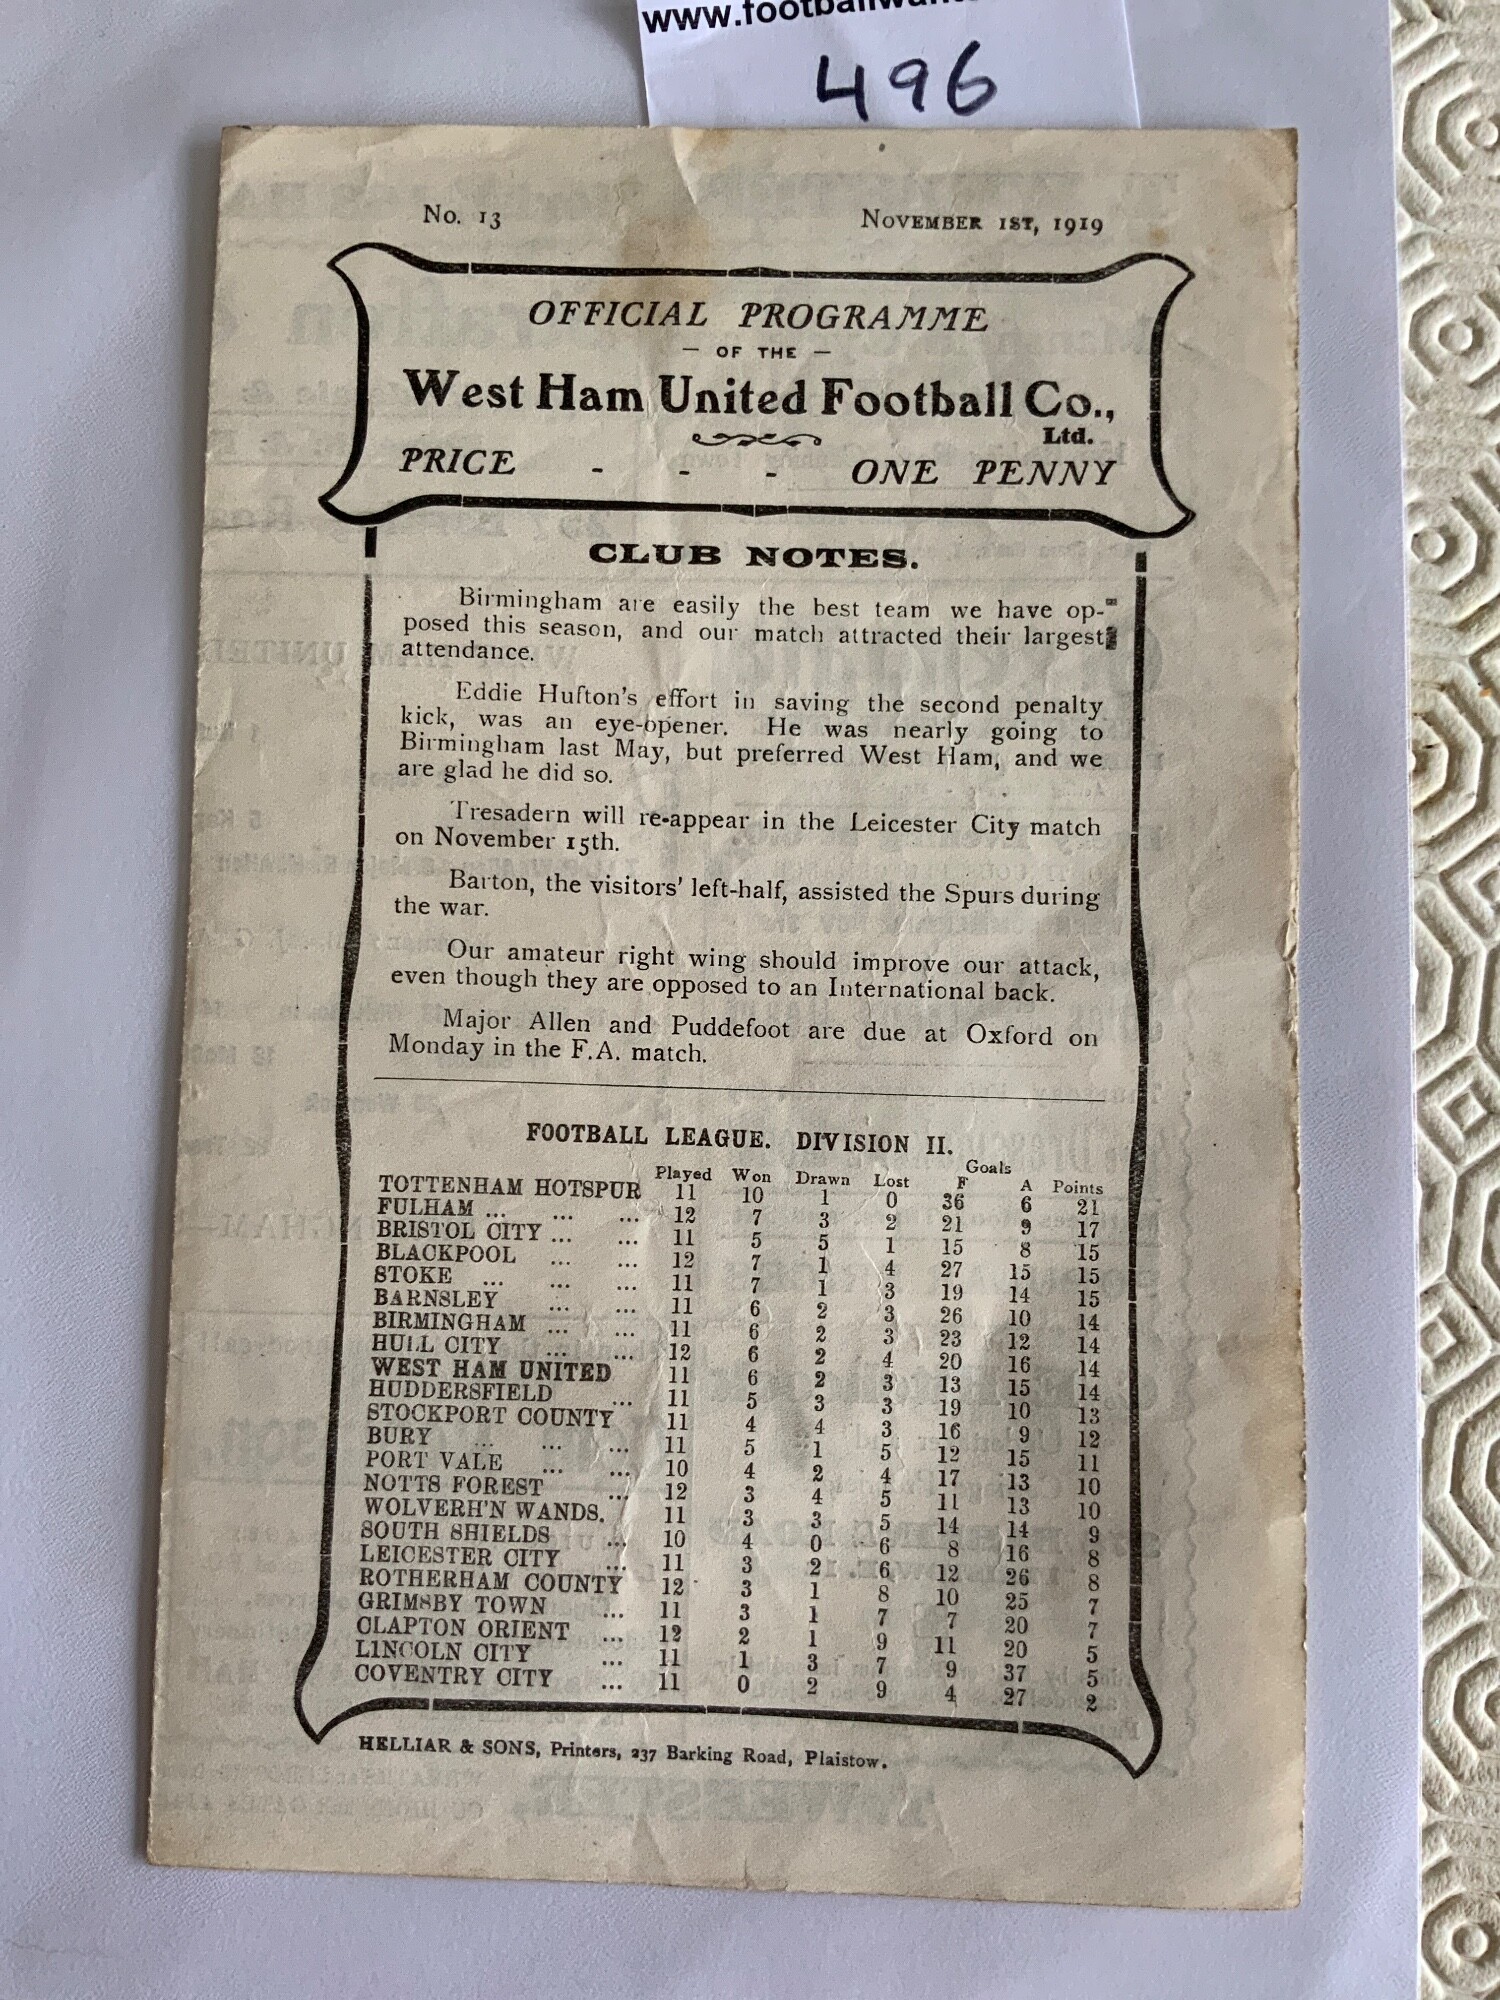 496
No. 13 November 1st, 1919
OFFICIAL PROGRAMME
— OF THE —
West Ham United Football Co.,
Ltd.
PRICE - - - ONE PENNY
CLUB NOTES.
Birmingham are easily the best team we have op-
posed this season, and our match attracted their largest
attendance.
Eddie Hufton's effort in saving the second penalty
kick, was an eye-opener. He was nearly going to
Birmingham last May, but preferred West Ham, and we
are glad he did so.
Tresadern will re-appear in the Leicester City match
on November 15th.
Barton, the visitors' left-half, assisted the Spurs during
the war.
Our amateur right wing should improve our attack,
even though they are opposed to an International back.
Major Allen and Puddefoot are due at Oxford on
Monday in the F.A. match.
FOOTBALL LEAGUE. DIVISION II.
Goals
Played Won Drawn Lost F A Points
TOTTENHAM HOTSPUR 11 10 1 0 36 6 21
FULHAM ... ... ... 12 7 3 2 21 9 17
BRISTOL CITY ... ... 11 5 5 1 15 8 15
BLACKPOOL ... ... 12 7 1 4 27 15 15
STOKE ... ... ... 11 7 1 3 19 14 15
BARNSLEY ... ... 11 6 2 3 26 10 14
BIRMINGHAM ... ... 11 6 2 3 23 12 14
HULL CITY ... ... 12 6 2 4 20 16 14
WEST HAM UNITED 11 6 2 3 13 15 14
HUDDERSFIELD ... 11 5 3 3 19 10 13
STOCKPORT COUNTY 11 4 4 3 16 9 12
BURY ... ... ... 11 5 1 5 12 15 11
PORT VALE ... ... 10 4 2 4 17 13 10
NOTTS FOREST ... 12 3 4 5 11 13 10
WOLVERH'N WANDS. 11 3 3 5 14 14 9
SOUTH SHIELDS ... 10 4 0 6 8 16 8
LEICESTER CITY ... 11 3 2 6 12 26 8
ROTHERHAM COUNTY 12 3 1 8 10 25 7
GRIMSBY TOWN ... 11 3 1 7 7 20 7
CLAPTON ORIENT ... 12 2 1 9 11 20 5
LINCOLN CITY ... 11 1 3 7 9 37 5
COVENTRY CITY ... 11 0 2 9 4 27 2
HELLIAR & SONS, Printers, 237 Barking Road, Plaistow.